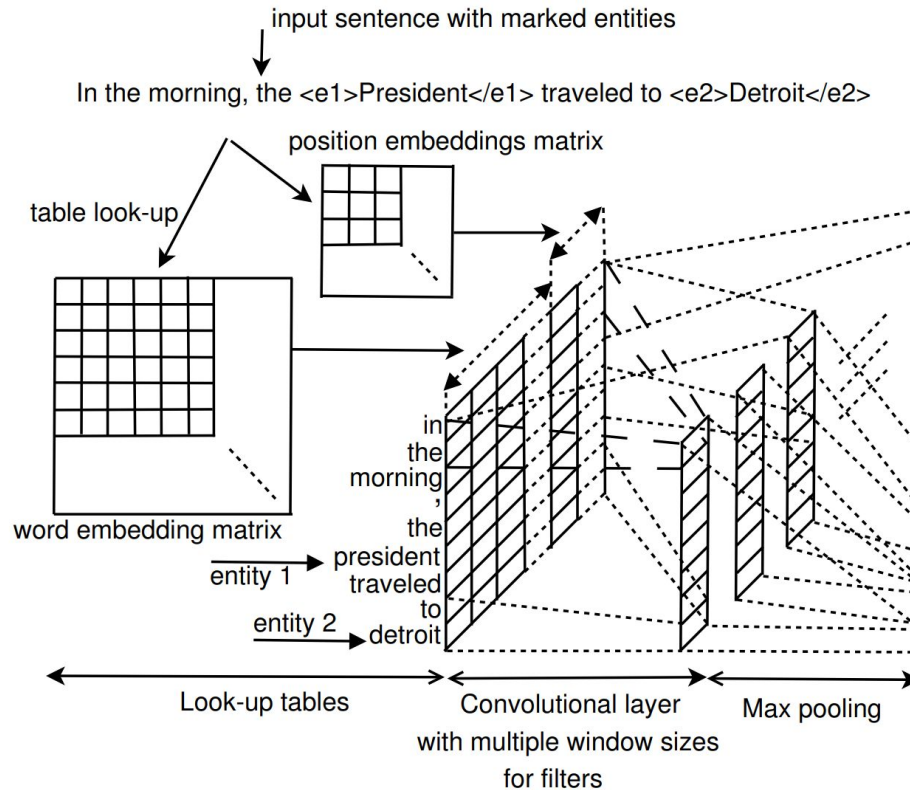 input sentence with marked entities
In the morning, the <e1>President</e1> traveled to <e2>Detroit</e2>
position embeddings matrix
table look-up
word embedding matrix
in
the
morning
,
the
president
traveled
to
detroit
entity 1
entity 2
Look-up tables
Convolutional layer
with multiple window sizes
for filters
Max pooling